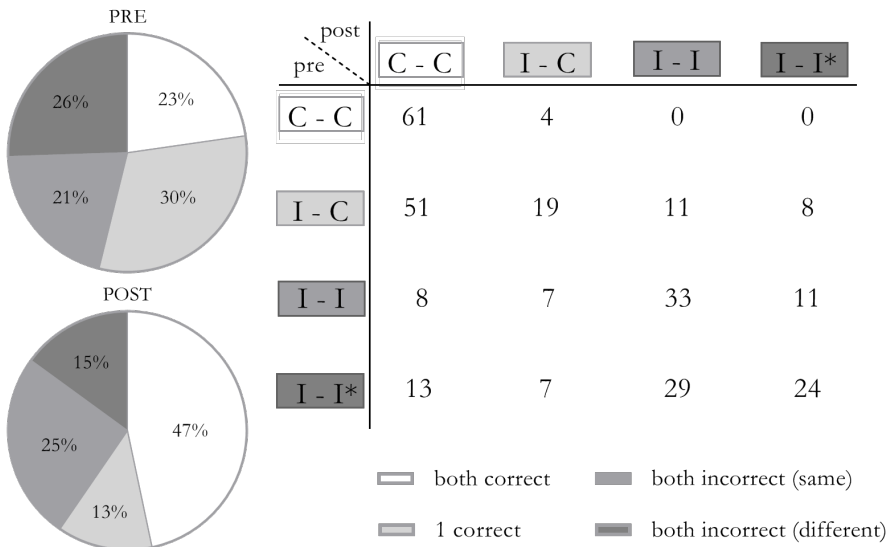 PRE
26%
23%
21%
30%
POST
15%
47%
25%
13%
post
pre
C - C I - C I - I I - I*
C - C 61 4 0 0
I - C 51 19 11 8
I - I 8 7 33 11
I - I* 13 7 29 24
both correct both incorrect (same)
1 correct both incorrect (different)